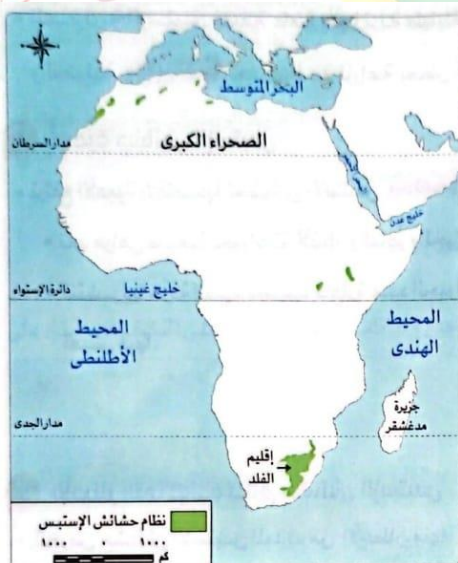 البحر المتوسط
مدار السرطان
الصحراء الكبرى
خليج عدن
دائرة الإستواء
خليج غينيا
المحيط
الأطلنطى
المحيط
الهندى
جزيرة
مدغشقر
مدار الجدى
إقليم
الفلد
نظام حشائش الإستبس
١٠٠٠ ٠ ١٠٠٠
كم